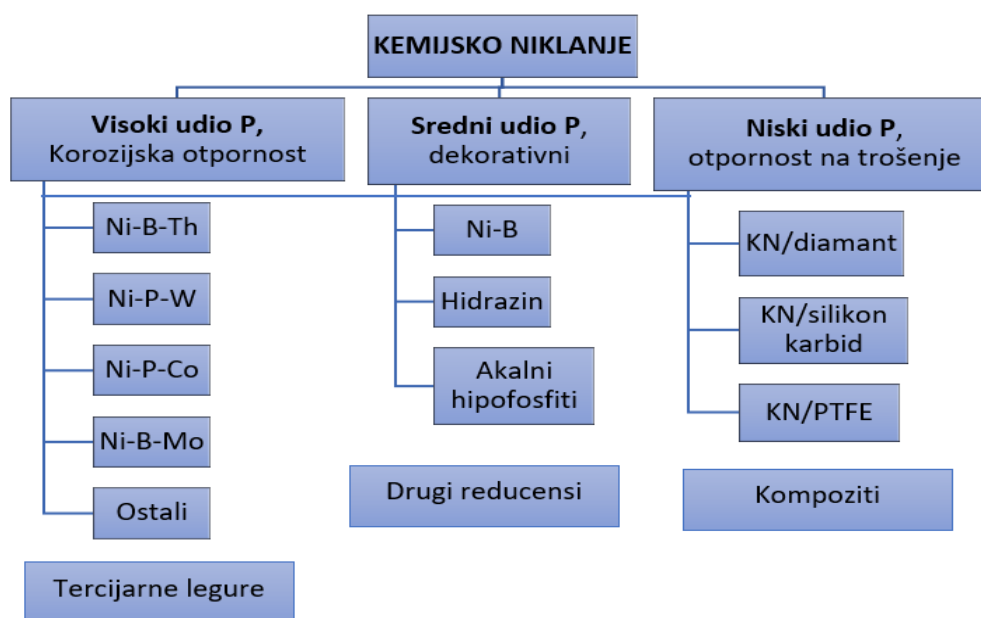 KEMIJSKO NIKLANJE
Visoki udio P,
Korozijska otpornost
Sredni udio P,
dekorativni
Niski udio P,
otpornost na trošenje
Ni-B-Th
Ni-P-W
Ni-P-Co
Ni-B-Mo
Ostali
Tercijarne legure
Ni-B
Hidrazin
Akalni
hipofosfiti
Drugi reducensi
KN/diamant
KN/silikon
karbid
KN/PTFE
Kompoziti